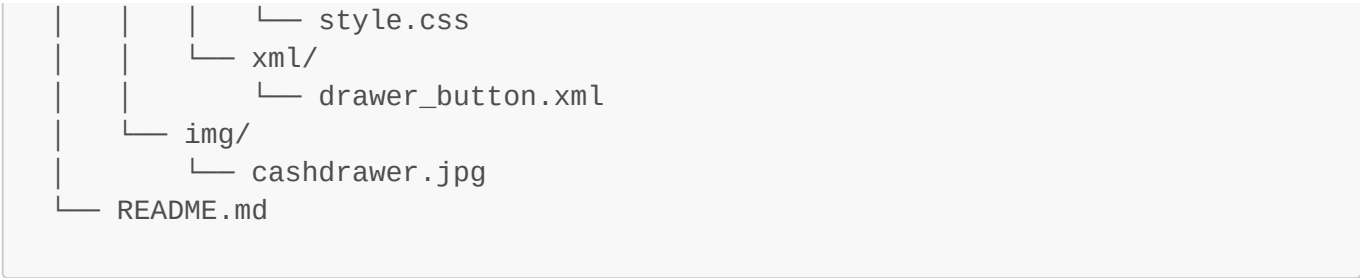 │   │   │   └── style.css
│   │   └── xml/
│   │       └── drawer_button.xml
│   └── img/
│       └── cashdrawer.jpg
└── README.md